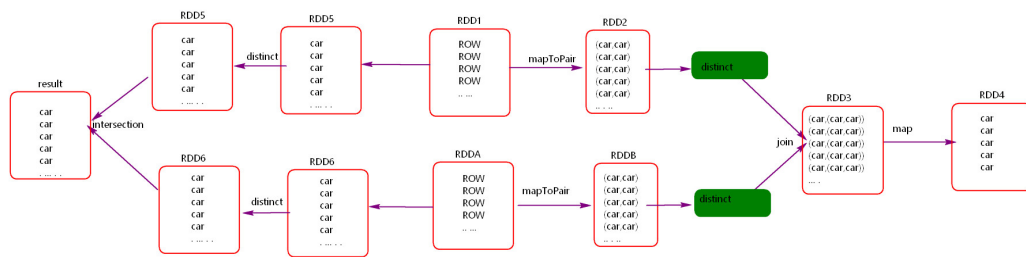 result
car
car
car
car
car
. ... . .
intersection
RDD5
car
car
car
car
car
. ... . .
distinct
RDD5
car
car
car
car
car
. ... . .
RDD1
ROW
ROW
ROW
ROW
.. ...
mapToPair
RDD2
(car,car)
(car,car)
(car,car)
(car,car)
(car,car)
.. . ..
distinct
RDD6
car
car
car
car
car
. ... . .
distinct
RDD6
car
car
car
car
car
. ... . .
RDDA
ROW
ROW
ROW
ROW
.. ...
mapToPair
RDDB
(car,car)
(car,car)
(car,car)
(car,car)
(car,car)
.. . ..
distinct
join
RDD3
(car,(car,car))
(car,(car,car))
(car,(car,car))
(car,(car,car))
(car,(car,car))
... .
map
RDD4
car
car
car
car
car